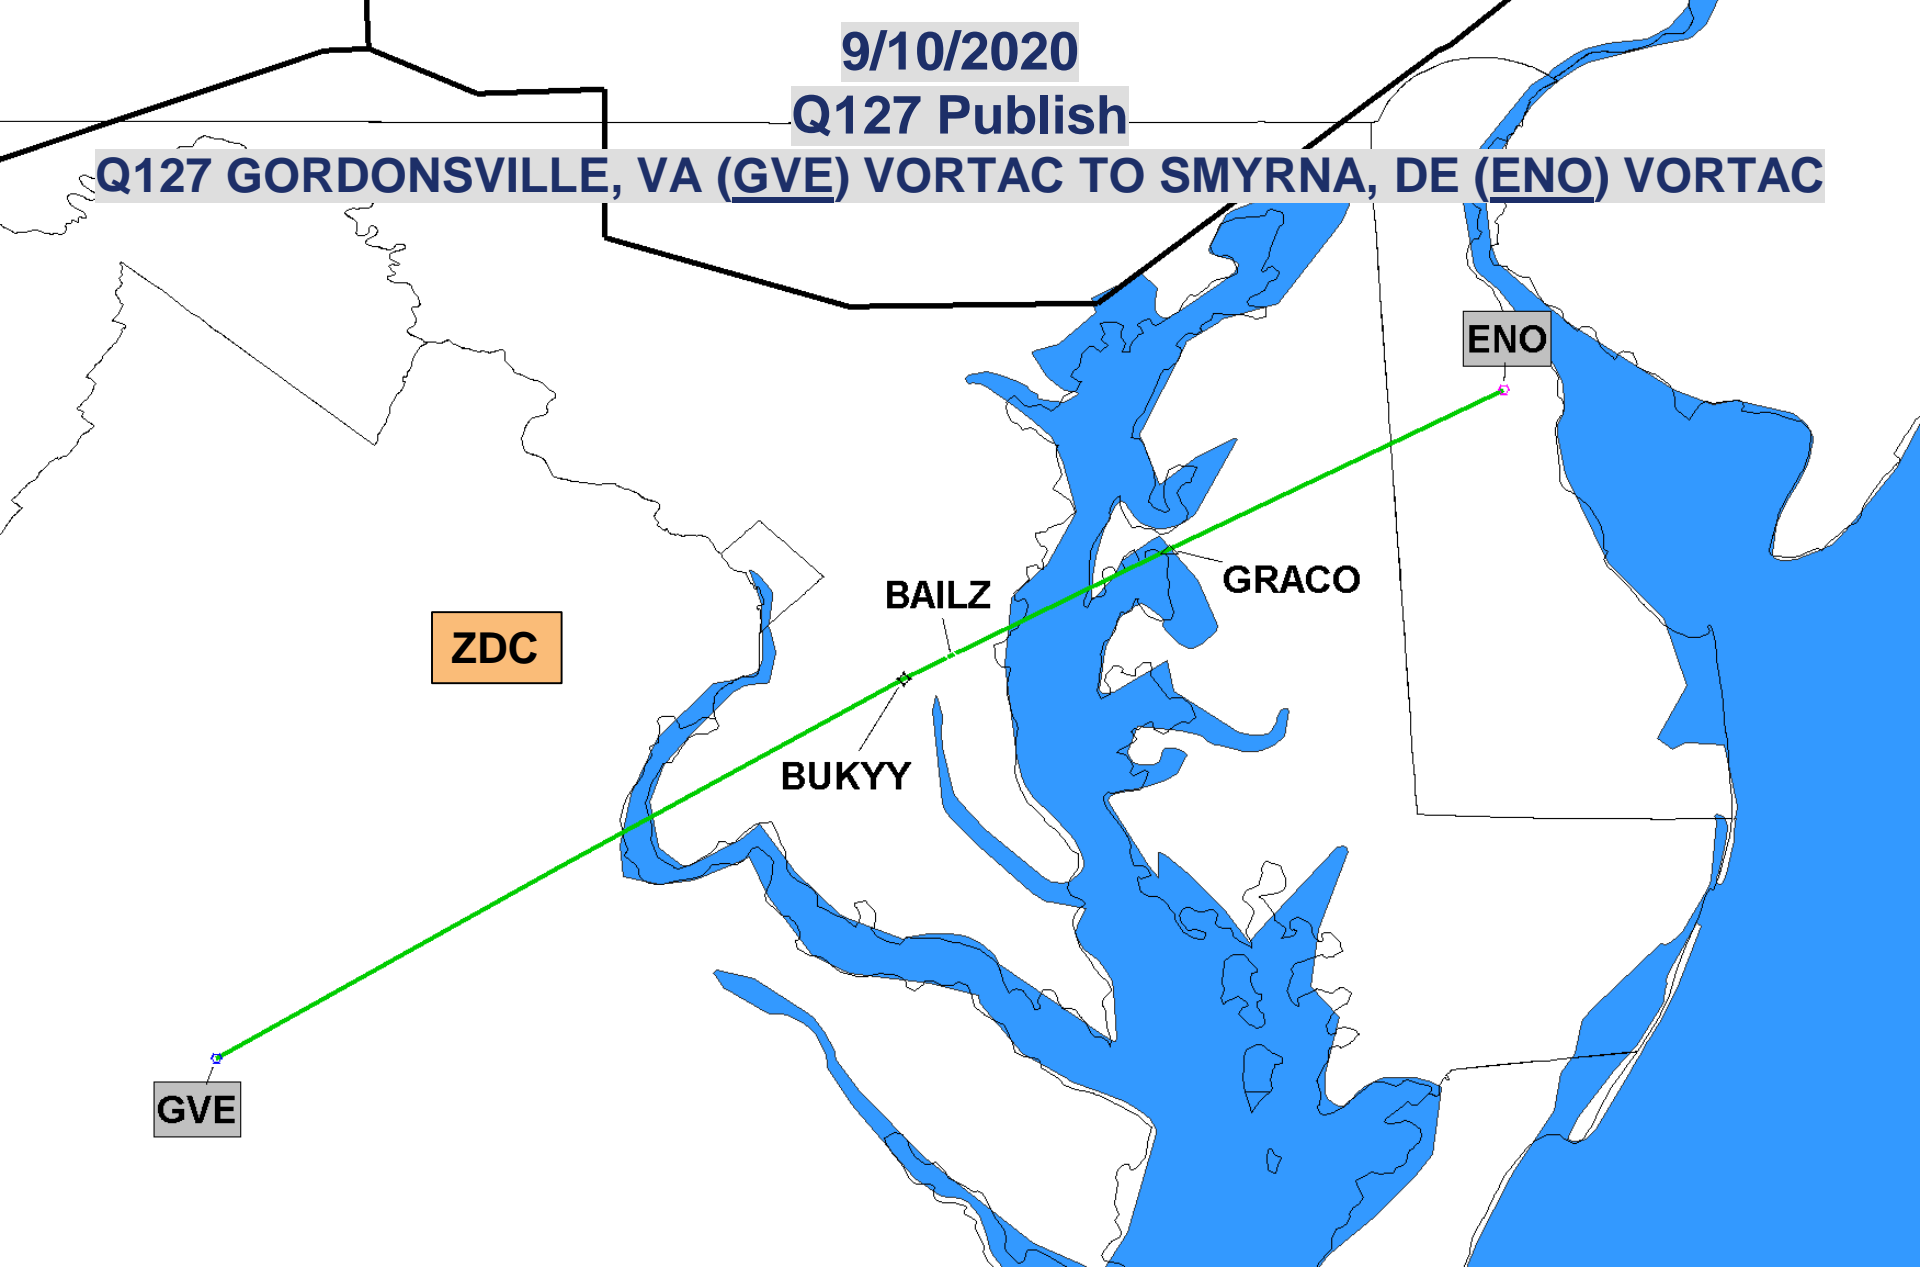 9/10/2020
Q127 Publish
Q127 GORDONSVILLE, VA (GVE) VORTAC TO SMYRNA, DE (ENO) VORTAC
ENO
GRACO
BAILZ
ZDC
BUKYY
GVE